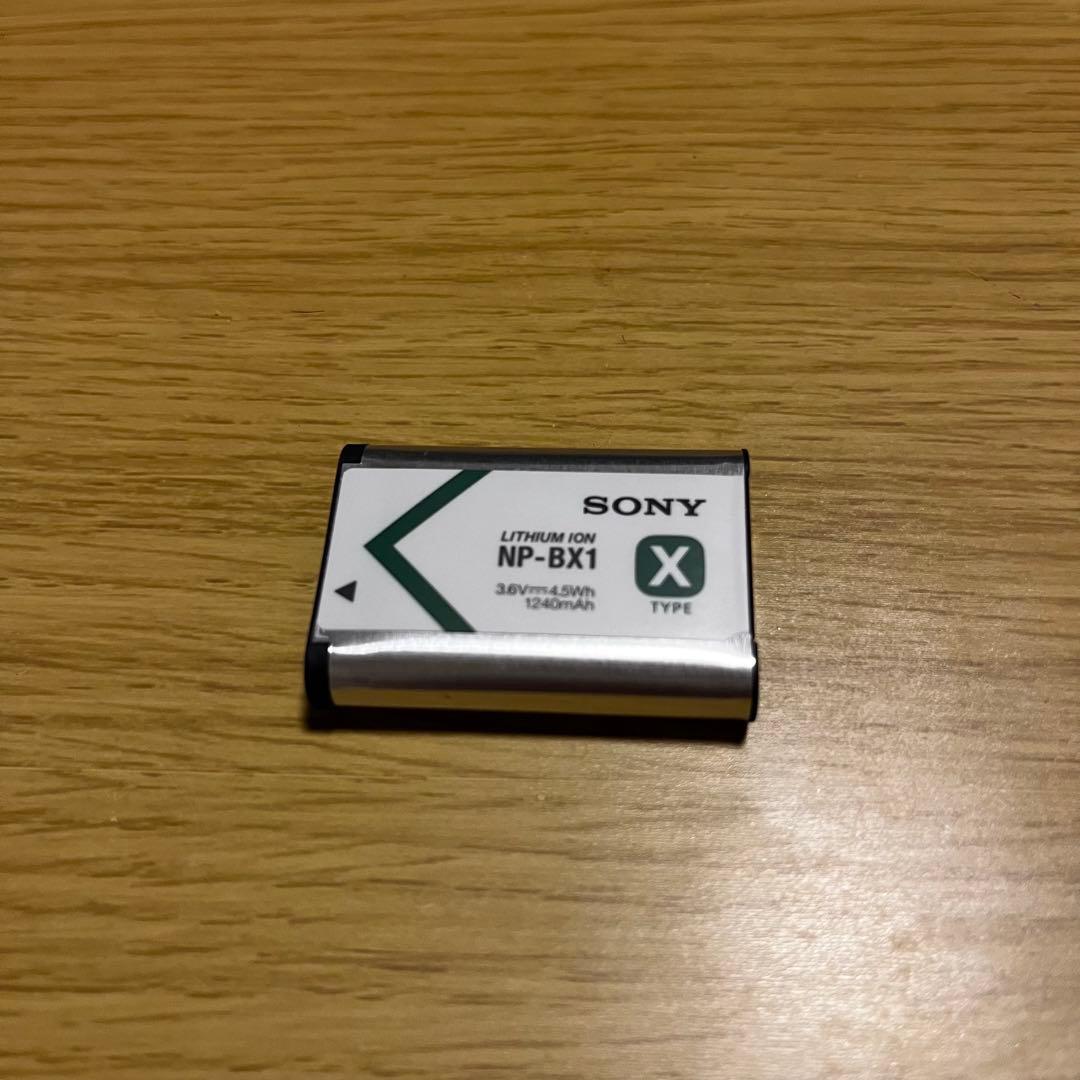 SONY
LITHIUM ION
NP-BX1
X
3.6V⎓4.5Wh
1240mAh
TYPE